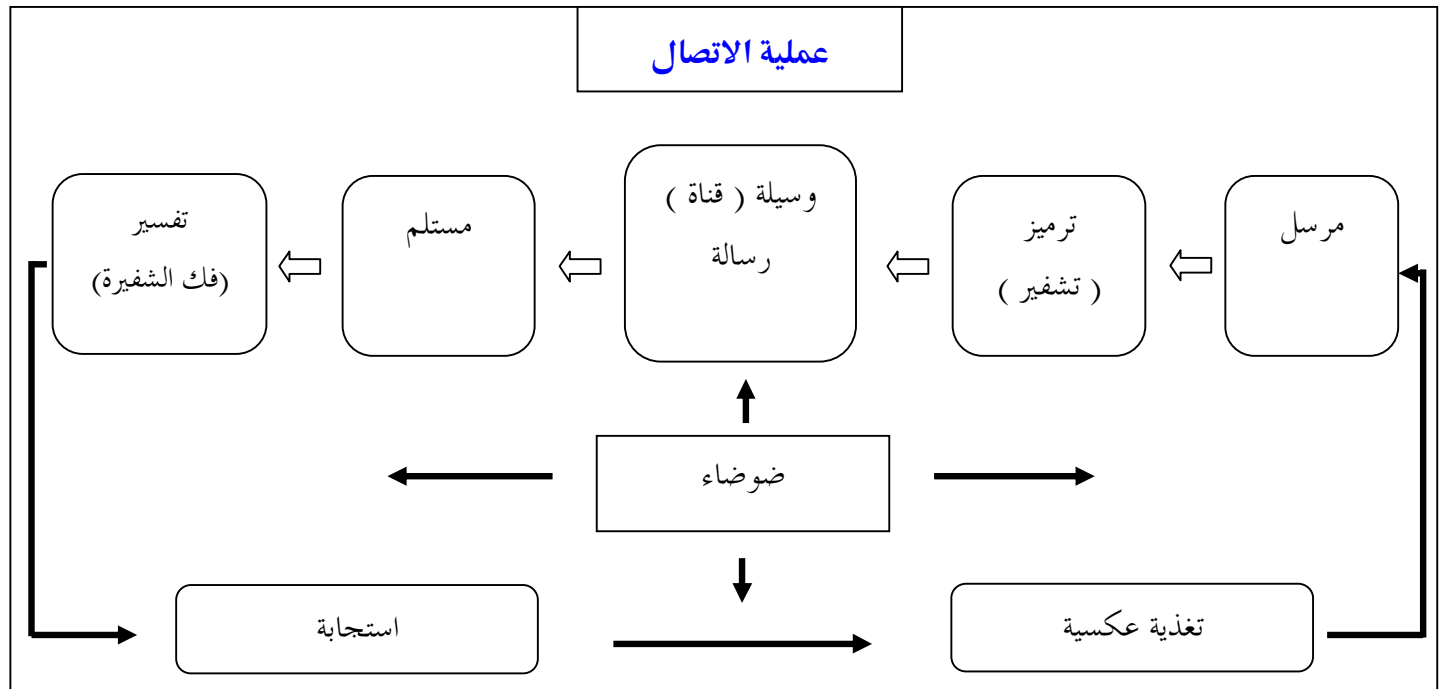 عملية الاتصال
مرسل
ترميز
( تشفير )
وسيلة ( قناة )
رسالة
مستلم
تفسير
(فك الشفيرة)
ضوضاء
استجابة
تغذية عكسية